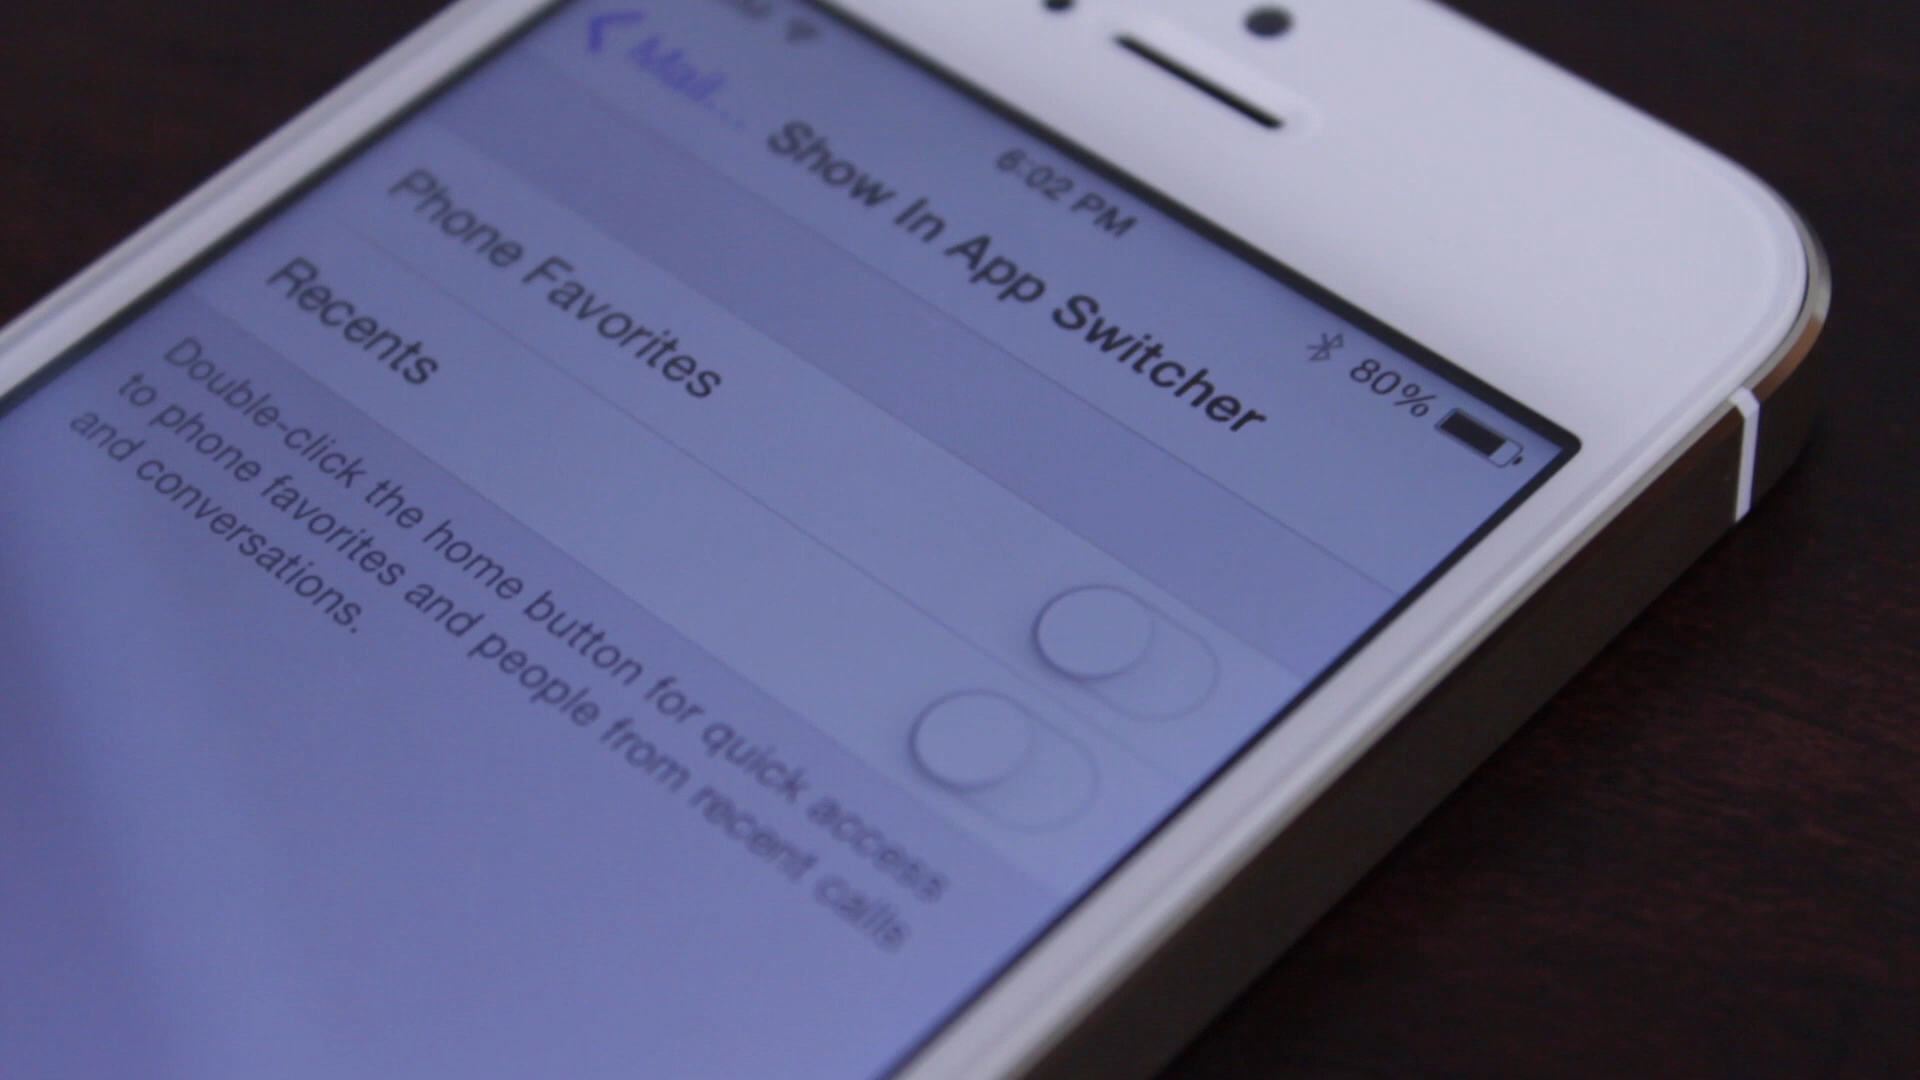 6:02 PM
80%
Mail...
Show In App Switcher
Phone Favorites
Recents
Double-click the home button for quick access
to phone favorites and people from recent calls
and conversations.